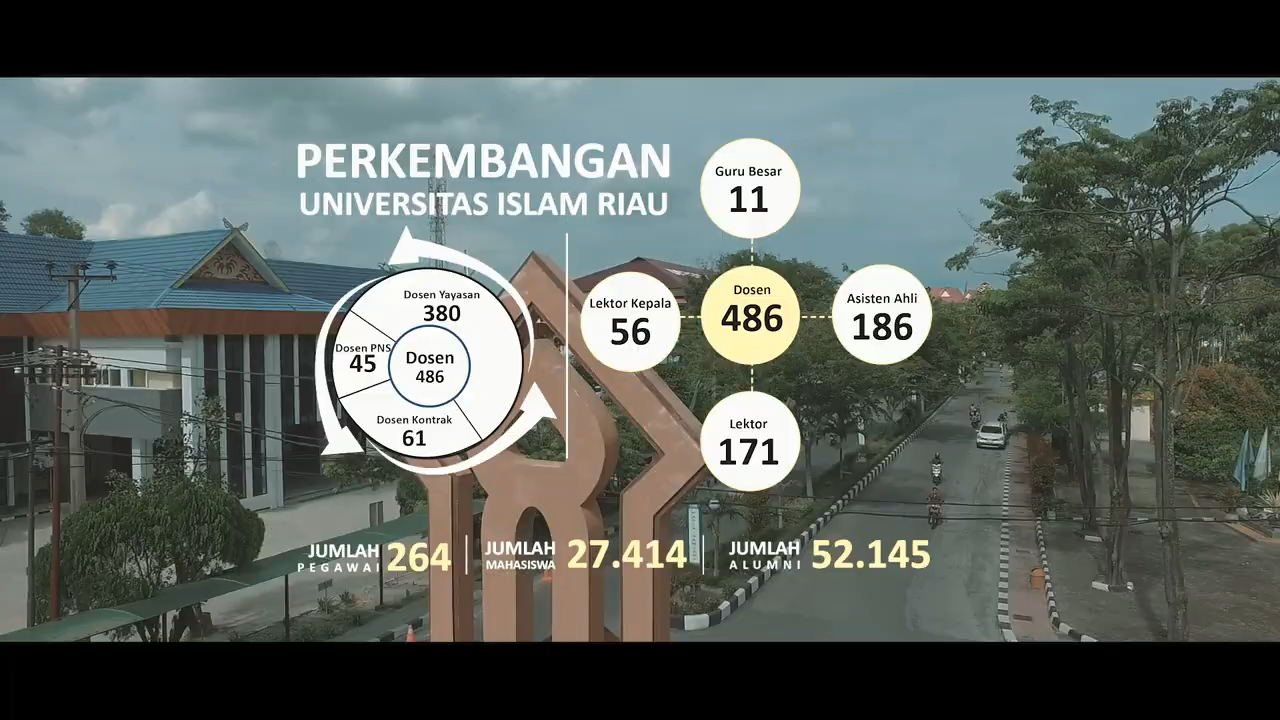 PERKEMBANGAN
UNIVERSITAS ISLAM RIAU
Dosen Yayasan
380
Dosen PNS
45
Dosen
486
Dosen Kontrak
61
Guru Besar
11
Lektor Kepala
56
Dosen
486
Asisten Ahli
186
Lektor
171
JUMLAH
PEGAWAI
264
JUMLAH
MAHASISWA
27.414
JUMLAH
ALUMNI
52.145